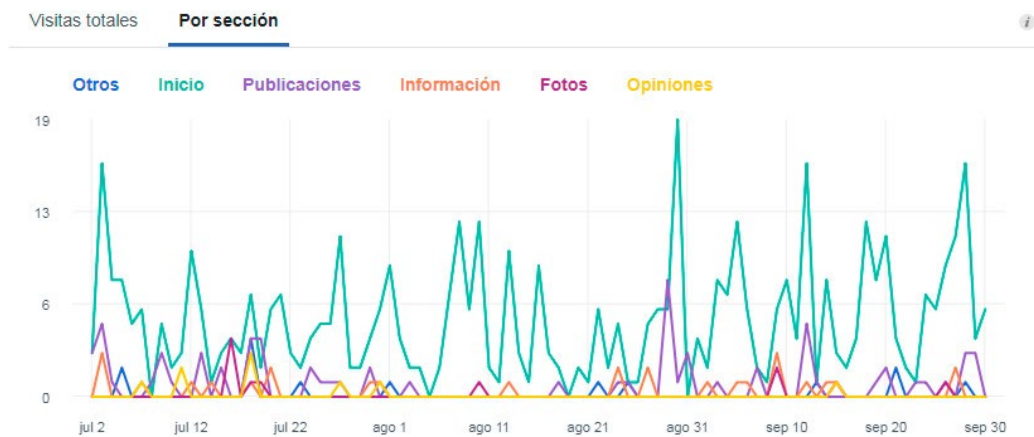 Visitas totales Por sección i
Otros Inicio Publicaciones Información Fotos Opiniones
19
13
6
0
jul 2 jul 12 jul 22 ago 1 ago 11 ago 21 ago 31 sep 10 sep 20 sep 30